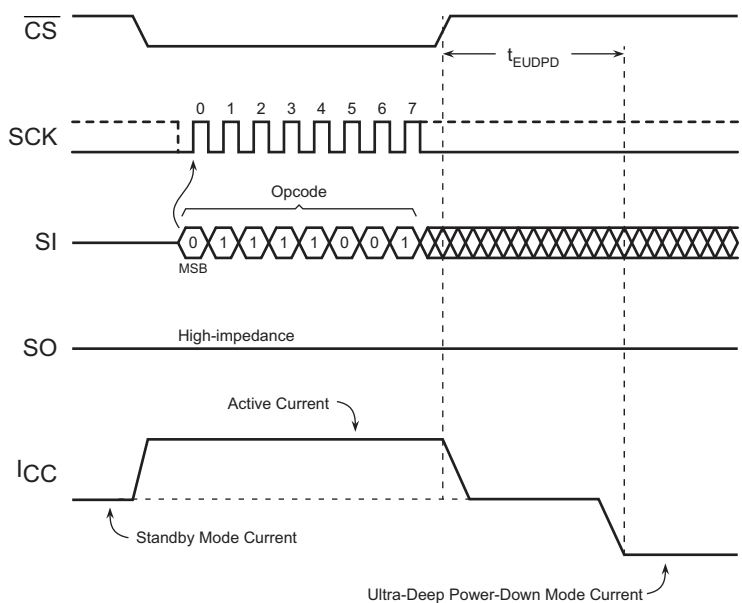 CS
tEUDPD
0 1 2 3 4 5 6 7
SCK
Opcode
SI
0 1 1 1 1 0 0 1
MSB
High-impedance
SO
Active Current
ICC
Standby Mode Current
Ultra-Deep Power-Down Mode Current